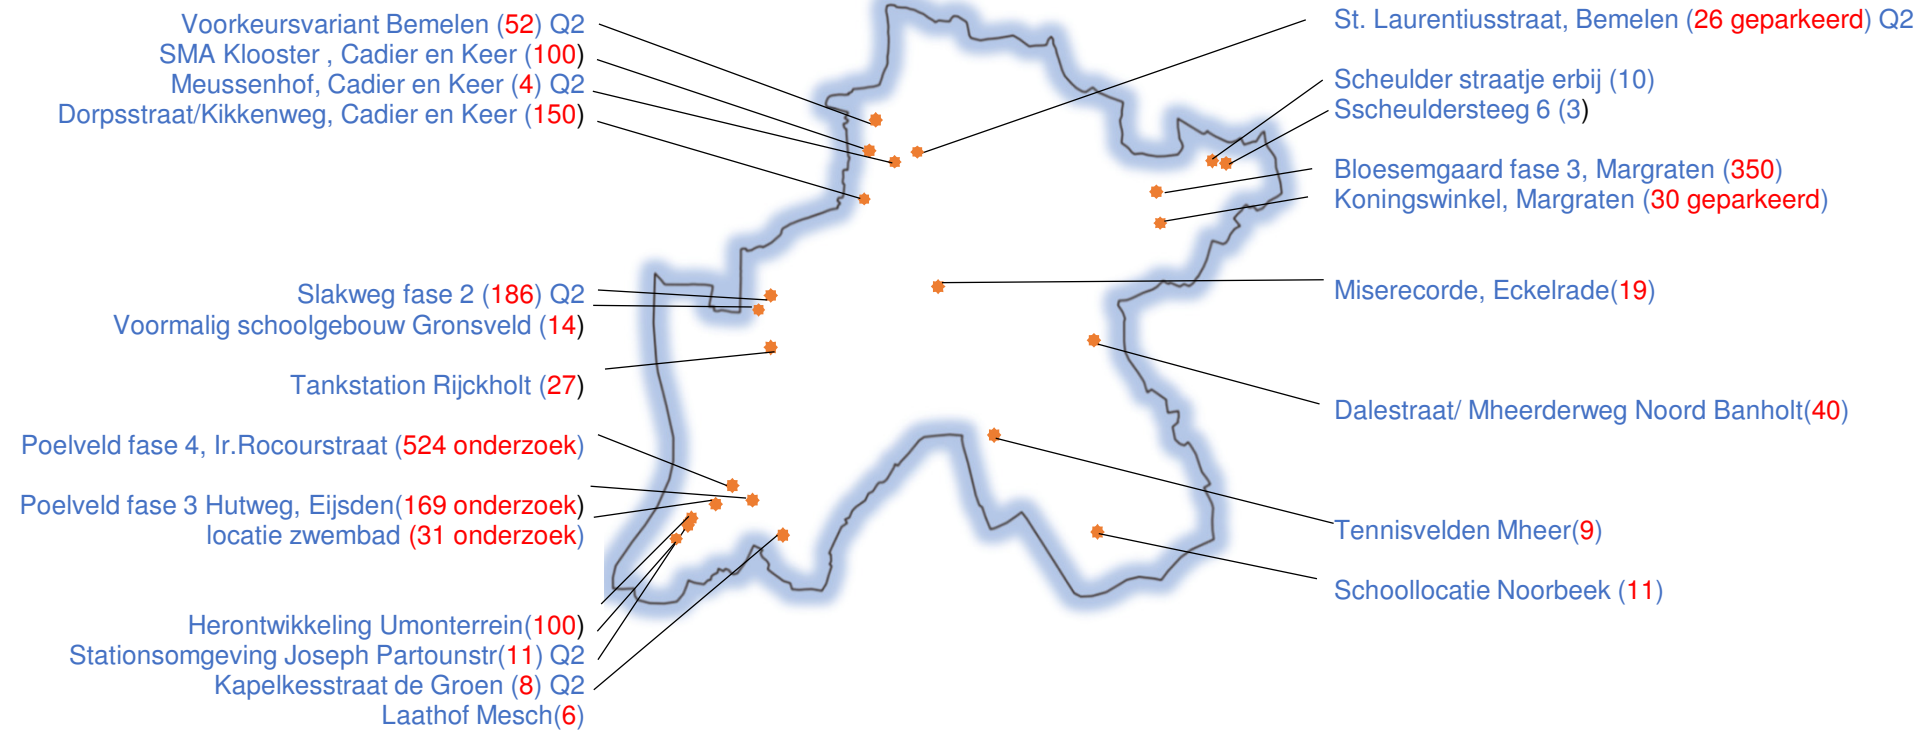 Voorkeursvariant Bemelen (52) Q2
SMA Klooster , Cadier en Keer (100)
Meussenhof, Cadier en Keer (4) Q2
Dorpsstraat/Kikkenweg, Cadier en Keer (150)
Slakweg fase 2 (186) Q2
Voormalig schoolgebouw Gronsveld (14)
Tankstation Rijckholt (27)
Poelveld fase 4, Ir.Rocourstraat (524 onderzoek)
Poelveld fase 3 Hutweg, Eijsden(169 onderzoek)
locatie zwembad (31 onderzoek)
Herontwikkeling Umonterrein(100)
Stationsomgeving Joseph Partounstr(11) Q2
Kapelkesstraat de Groen (8) Q2
Laathof Mesch(6)
St. Laurentiusstraat, Bemelen (26 geparkeerd) Q2
Scheulder straatje erbij (10)
Sscheuldersteeg 6 (3)
Bloesemgaard fase 3, Margraten (350)
Koningswinkel, Margraten (30 geparkeerd)
Miserecorde, Eckelrade(19)
Dalestraat/ Mheerderweg Noord Banholt(40)
Tennisvelden Mheer(9)
Schoollocatie Noorbeek (11)